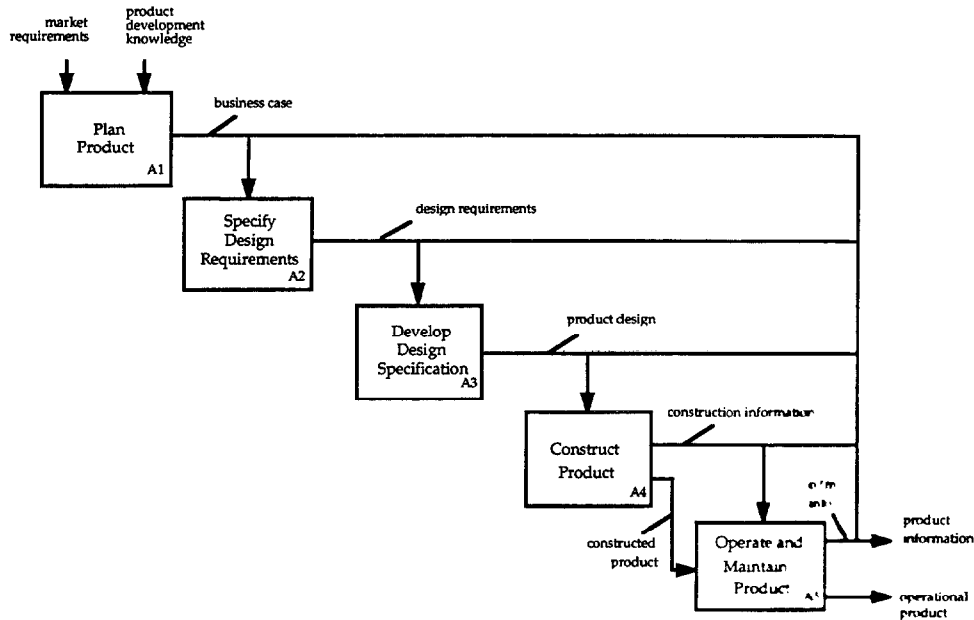 market
requirements
product
development
knowledge
Plan
Product
A1
business case
Specify
Design
Requirements
A2
design requirements
Develop
Design
Specification
A3
product design
Construct
Product
A4
construction information
constructed
product
Operate and
Maintain
Product
product
information
operational
product